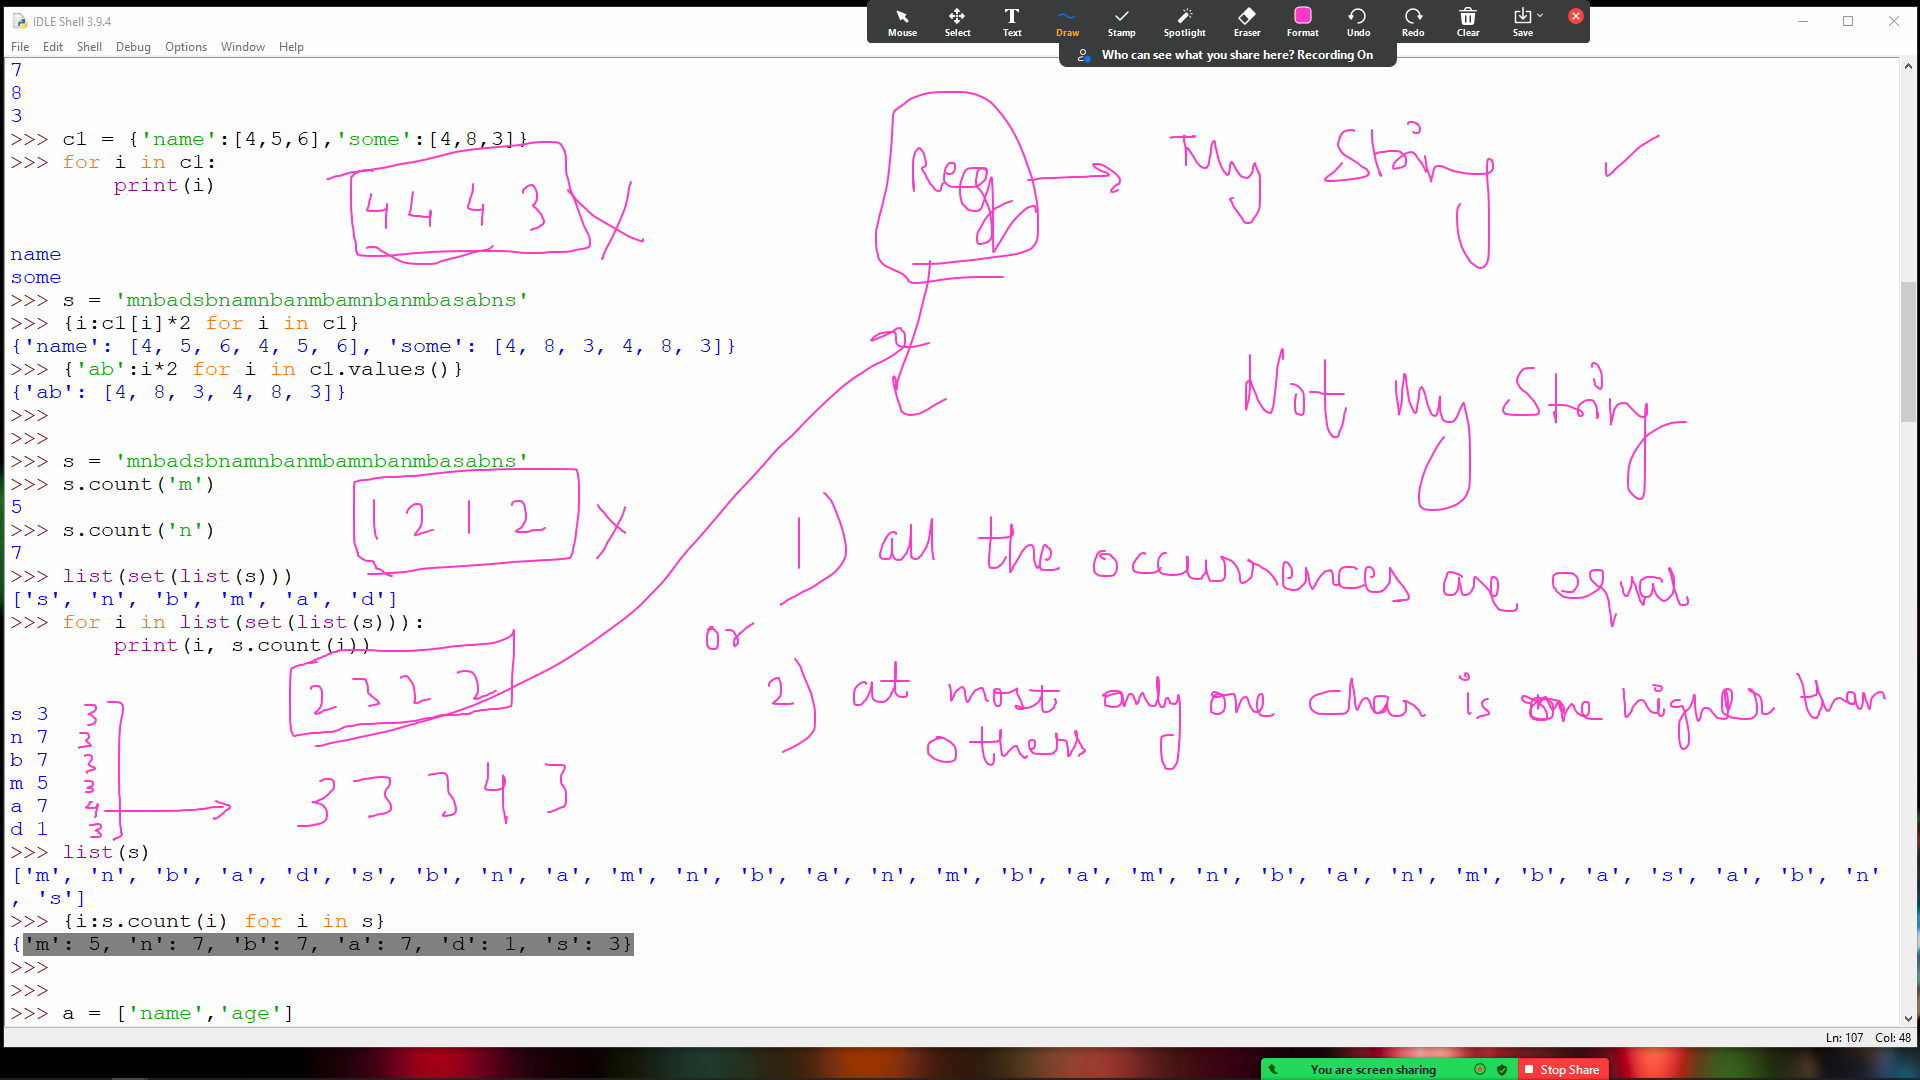 IDLE Shell 3.9.4
File Edit Shell Debug Options Window Help
Mouse Select Text Draw Stamp Spotlight Eraser Format Undo Redo Clear Save
Who can see what you share here? Recording On
7
8
3
>>> c1 = {'name':[4,5,6],'some':[4,8,3]}
>>> for i in c1:
print(i)
4 4 4 3 X
Req
My String ✓
name
some
>>> s = 'mnbadsbnamnbanmbamnbanmbasabns'
>>> {i:c1[i]*2 for i in c1}
{'name': [4, 5, 6, 4, 5, 6], 'some': [4, 8, 3, 4, 8, 3]}
>>> {'ab':i*2 for i in c1.values()}
{'ab': [4, 8, 3, 4, 8, 3]}
Not My String
>>>
>>>
>>> s = 'mnbadsbnamnbanmbamnbanmbasabns'
>>> s.count('m')
5
>>> s.count('n')
7
1 2 1 2 X
1) all the occurrences are equal
>>> list(set(list(s)))
['s', 'n', 'b', 'm', 'a', 'd']
>>> for i in list(set(list(s))):
print(i, s.count(i))
or
2 3 2 2
2) at most only one char is one higher than
others
s 3 3
n 7 3
b 7 3
m 5 3
a 7 4
d 1 3
3 3 3 4 3
>>> list(s)
['m', 'n', 'b', 'a', 'd', 's', 'b', 'n', 'a', 'm', 'n', 'b', 'a', 'n', 'm', 'b', 'a', 'm', 'n', 'b', 'a', 'n', 'm', 'b', 'a', 's', 'a', 'b', 'n'
, 's']
>>> {i:s.count(i) for i in s}
{'m': 5, 'n': 7, 'b': 7, 'a': 7, 'd': 1, 's': 3}
>>>
>>>
>>> a = ['name','age']
Ln: 107 Col: 48
You are screen sharing Stop Share